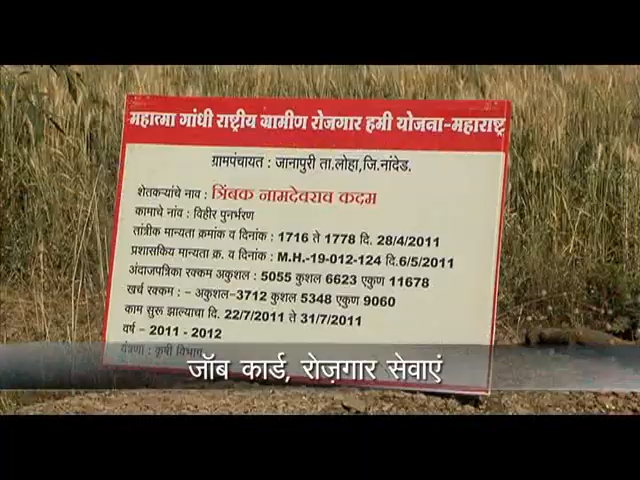 महात्मा गांधी राष्ट्रीय ग्रामीण रोजगार हमी योजना-महाराष्ट्र
ग्रामपंचायत : जानापुरी ता.लोहा,जि.नांदेड.
शेतकऱ्यांचे नाव : त्रिंबक नामदेवराव कदम
कामाचे नांव : विहीर पुनर्भरण
तांत्रीक मान्यता क्रमांक व दिनांक : 1716 ते 1778 दि. 28/4/2011
प्रशासकिय मान्यता क्र. व दिनांक : M.H.-19-012-124 दि.6/5/2011
अंदाजपत्रिका रक्कम अकुशल : 5055 कुशल 6623 एकुण 11678
खर्च रक्कम : - अकुशल-3712 कुशल 5348 एकुण 9060
काम सुरू झाल्याचा दि. 22/7/2011 ते 31/7/2011
वर्ष - 2011 - 2012
यंत्रणा : कृषी विभाग
जॉब कार्ड, रोज़गार सेवाएं